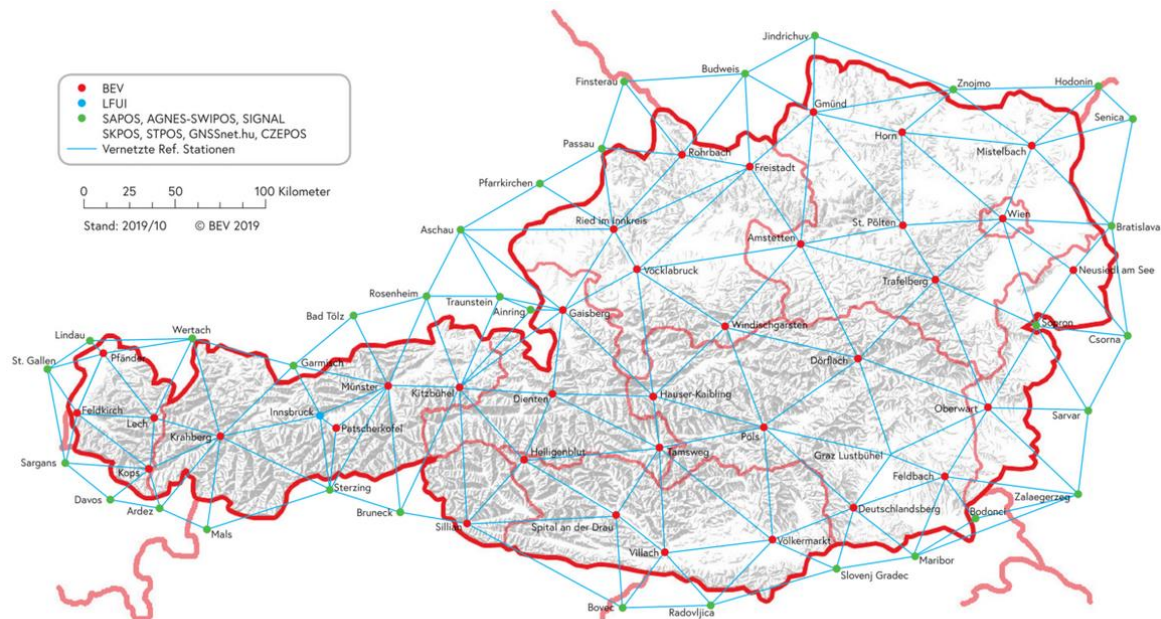 Jindrichuv
Budweis
Finsterau
Znojmo
Hodonin
BEV
LFUI
SAPOS, AGNES-SWIPOS, SIGNAL
SKPOS, STPOS, GNSSnet.hu, CZEPOS
Vernetzte Ref. Stationen
Gmünd
Senica
Horn
Passau
Rohrbach
Mistelbach
Freistadt
Pfarrkirchen
0 25 50 100 Kilometer
Stand: 2019/10 © BEV 2019
Ried im Innkreis
Wien
Aschau
St. Pölten
Bratislava
Amstetten
Vöcklabruck
Neusiedl am See
Trafelberg
Rosenheim
Traunstein
Ainring
Gaisberg
Bad Tölz
Windischgarsten
Sopron
Lindau
Wertach
Csorna
Pfänder
St. Gallen
Garmisch
Dörflach
Münster
Kitzbühel
Dienten
Hauser-Kaibling
Feldkirch
Lech
Innsbruck
Oberwart
Sarvar
Krahberg
Patscherkofel
Pöls
Heiligenblut
Tamsweg
Graz Lustbühel
Sargans
Kops
Feldbach
Davos
Sterzing
Zalaegerzeg
Ardez
Bruneck
Deutschlandsberg
Bodonci
Mals
Sillian
Spital an der Drau
Völkermarkt
Villach
Maribor
Slovenj Gradec
Bovec
Radovljica